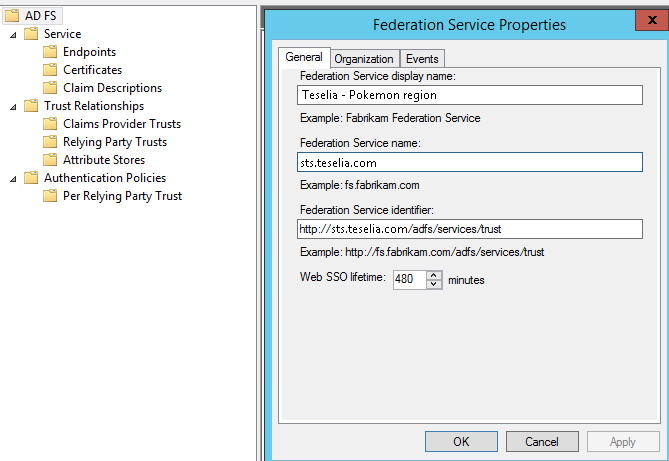 AD FS
Service
Endpoints
Certificates
Claim Descriptions
Trust Relationships
Claims Provider Trusts
Relying Party Trusts
Attribute Stores
Authentication Policies
Per Relying Party Trust
Federation Service Properties
x
General Organization Events
Federation Service display name:
Teselia - Pokemon region
Example: Fabrikam Federation Service
Federation Service name:
sts.teselia.com
Example: fs.fabrikam.com
Federation Service identifier:
http://sts.teselia.com/adfs/services/trust
Example: http://fs.fabrikam.com/adfs/services/trust
Web SSO lifetime: 480 minutes
OK Cancel Apply